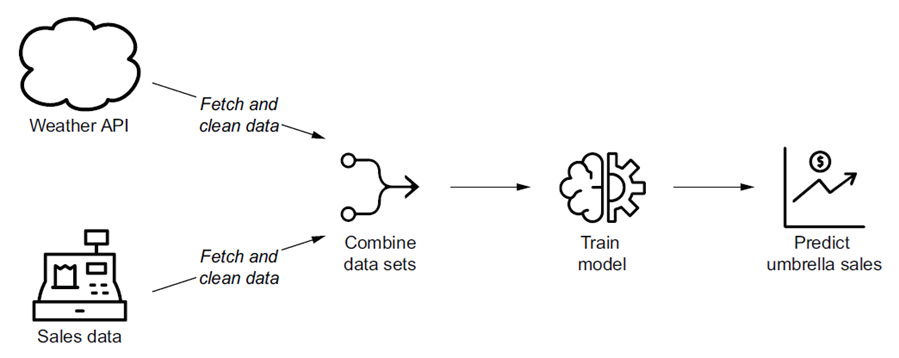 Weather API
Fetch and
clean data
Sales data
Fetch and
clean data
Combine
data sets
Train
model
$
Predict
umbrella sales